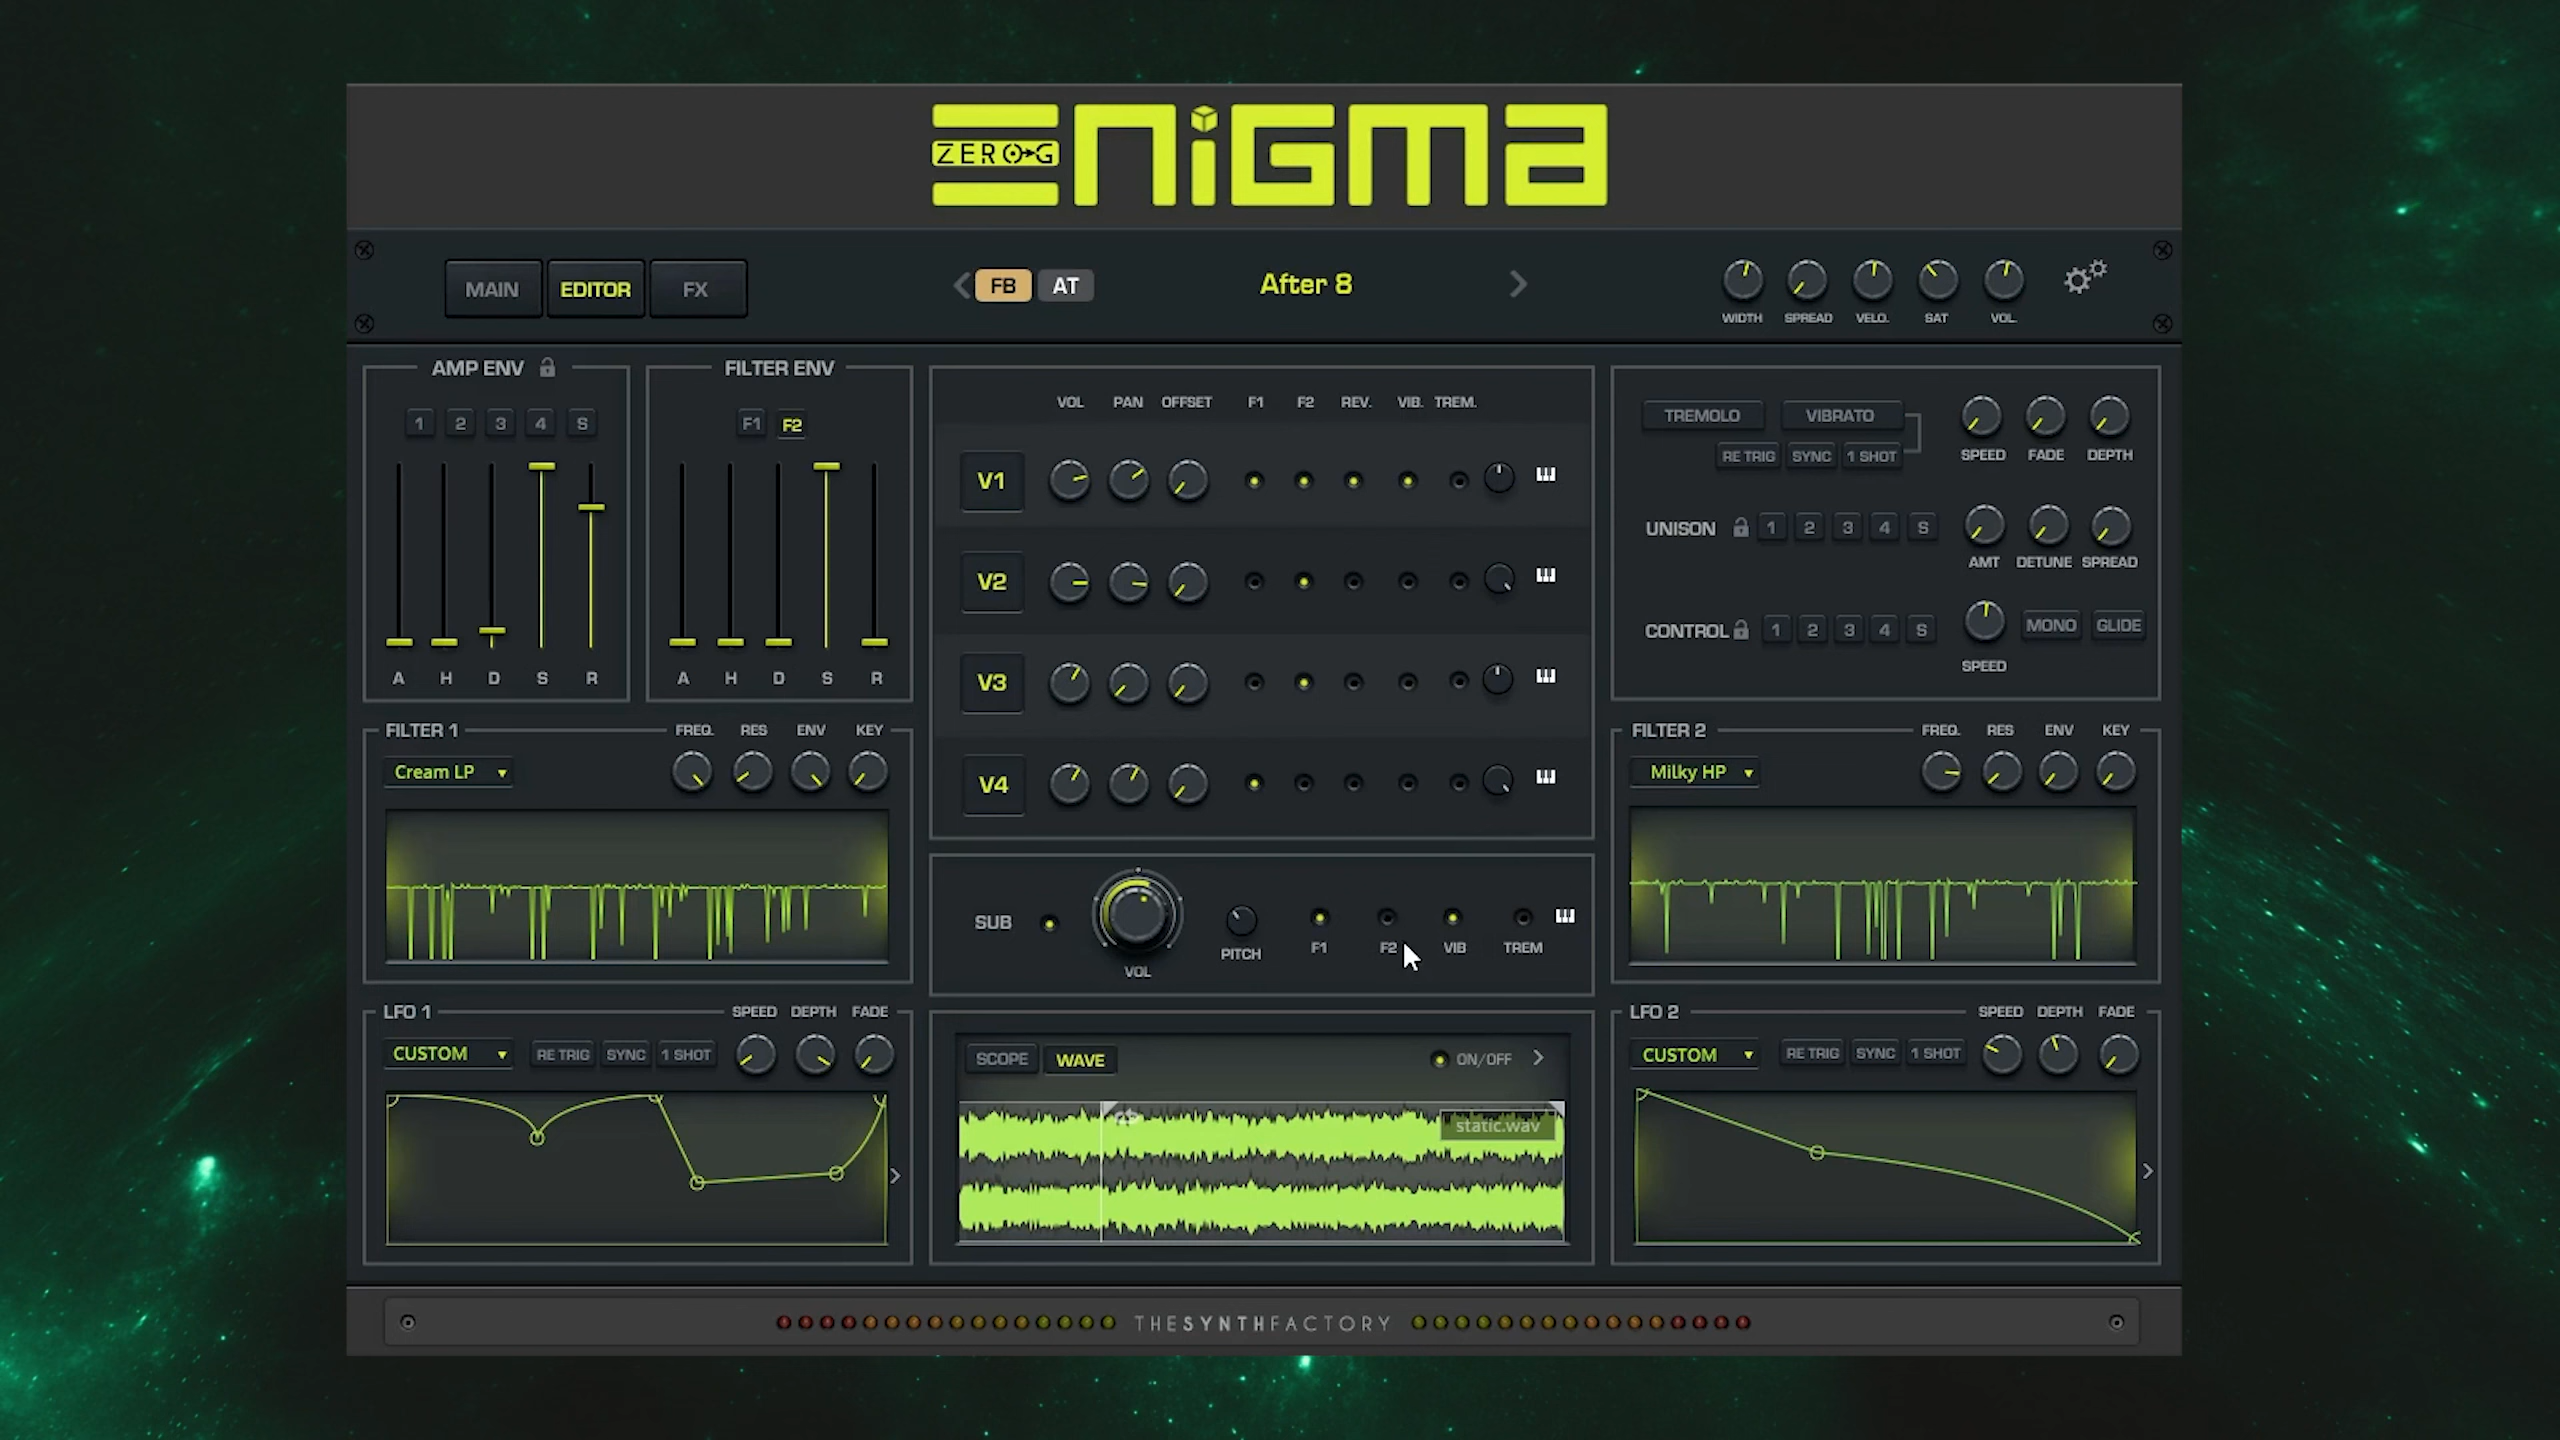 ENiGMA
ZERO-G
MAIN EDITOR FX
FB AT After 8
WIDTH SPREAD VELO. SAT VOL.
AMP ENV
1 2 3 4 S
A H D S R
FILTER ENV
F1 F2
A H D S R
VOL PAN OFFSET F1 F2 REV. VIB. TREM.
V1
V2
V3
V4
TREMOLO VIBRATO
RE TRIG SYNC 1 SHOT
SPEED FADE DEPTH
UNISON 1 2 3 4 S
AMT DETUNE SPREAD
CONTROL 1 2 3 4 S MONO GLIDE
SPEED
FILTER 1 FREQ. RES ENV KEY
Cream LP
SUB
VOL
PITCH F1 F2 VIB TREM
FILTER 2 FREQ. RES ENV KEY
Milky HP
LFO 1 SPEED DEPTH FADE
CUSTOM RE TRIG SYNC 1 SHOT
SCOPE WAVE ON/OFF
static.wav
LFO 2 SPEED DEPTH FADE
CUSTOM RE TRIG SYNC 1 SHOT
THESYNTHFACTORY